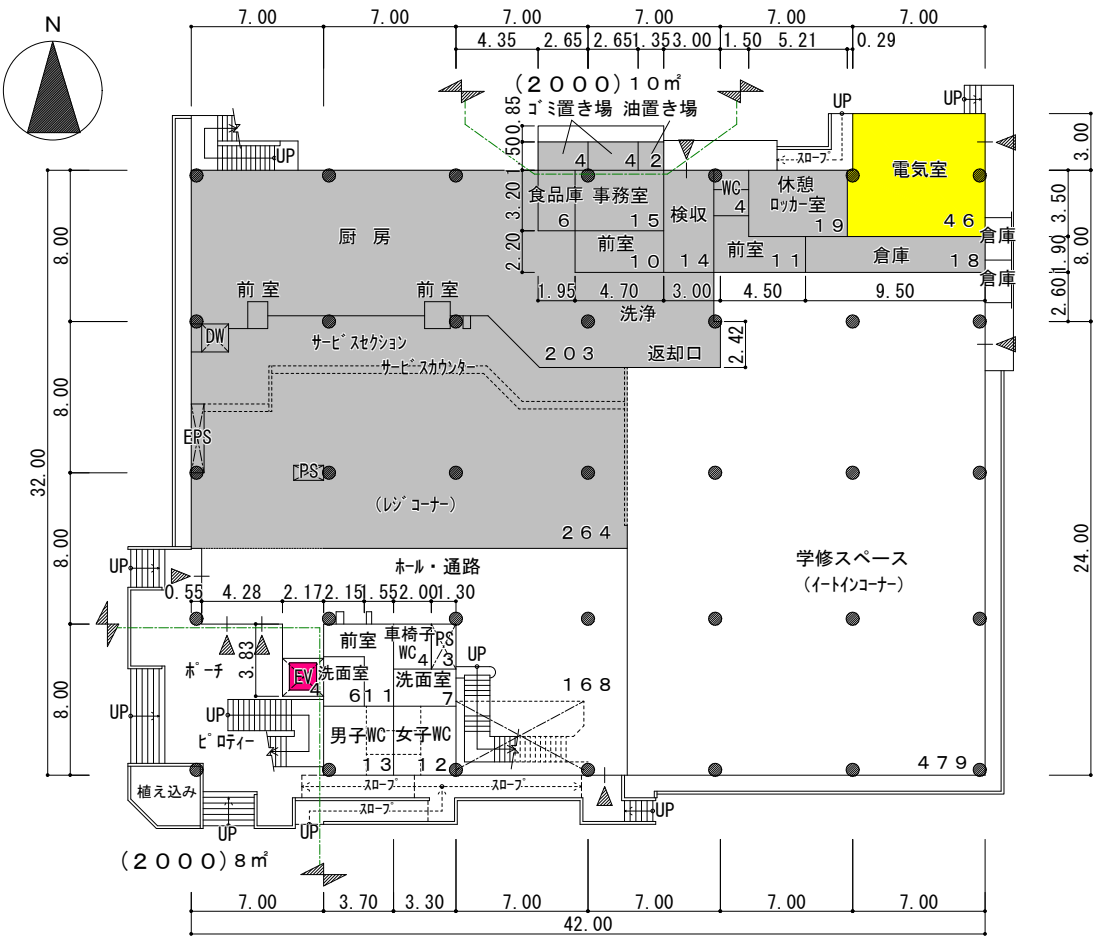 7.00 7.00 7.00 7.00 7.00 7.00
N
4.35 2.65 2.65 1.35 3.00 1.50 5.21 0.29
(2000)10㎡
ゴミ置き場 油置き場
0.85
1.50
UP
UP
UP
スロープ
3.00
4 4 2
電気室
46
食品庫 事務室
6 15
検収
14
WC
4
休憩
ロッカー室
19
3.20
2.20
前室
10
前室
11
倉庫
18
倉庫
倉庫
3.50
1.90
2.60
8.00
厨房
前室
前室
1.95 4.70 3.00 4.50 9.50
洗浄
DW
サービスセクション
203
返却口
2.42
サービスカウンター
EPS
PS
(レジコーナー)
264
8.00
8.00
8.00
8.00
32.00
24.00
学修スペース
(イートインコーナー)
479
ホール・通路
UP
0.55 4.28 2.17 2.15 1.55 2.00 1.30
前室
車椅子
WC
4
PS
3
UP
ポーチ
3.83
EV
4
洗面室
6 11
洗面室
7
168
UP
UP
ピロティー
男子WC
13
女子WC
12
植え込み
スロープ
スロープ
スロープ
UP
UP
UP
(2000)8㎡
7.00 3.70 3.30 7.00 7.00 7.00 7.00
42.00